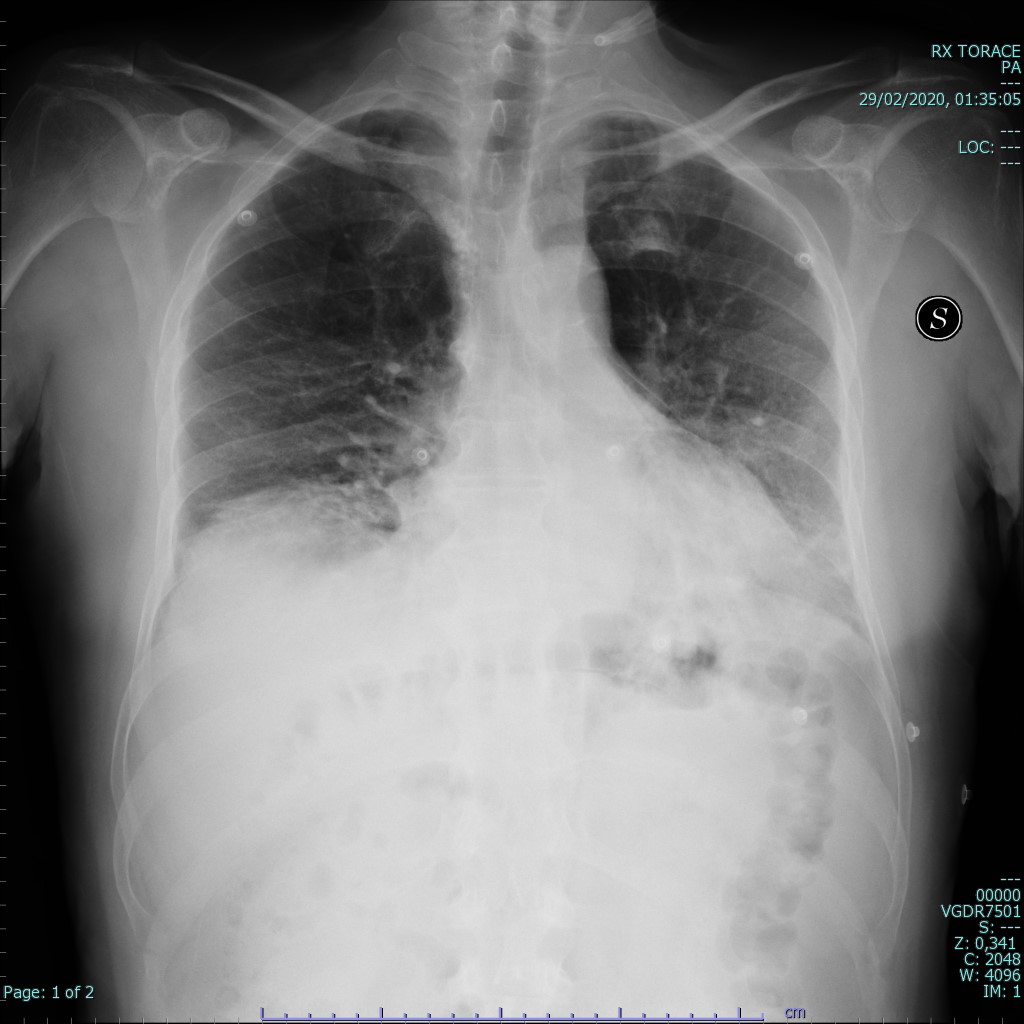 RX TORACE
PA
---
29/02/2020, 01:35:05
---
LOC: ---
---
S
---
00000
VGDR7501
S: ---
Z: 0,341
C: 2048
W: 4096
IM: 1
Page: 1 of 2
cm